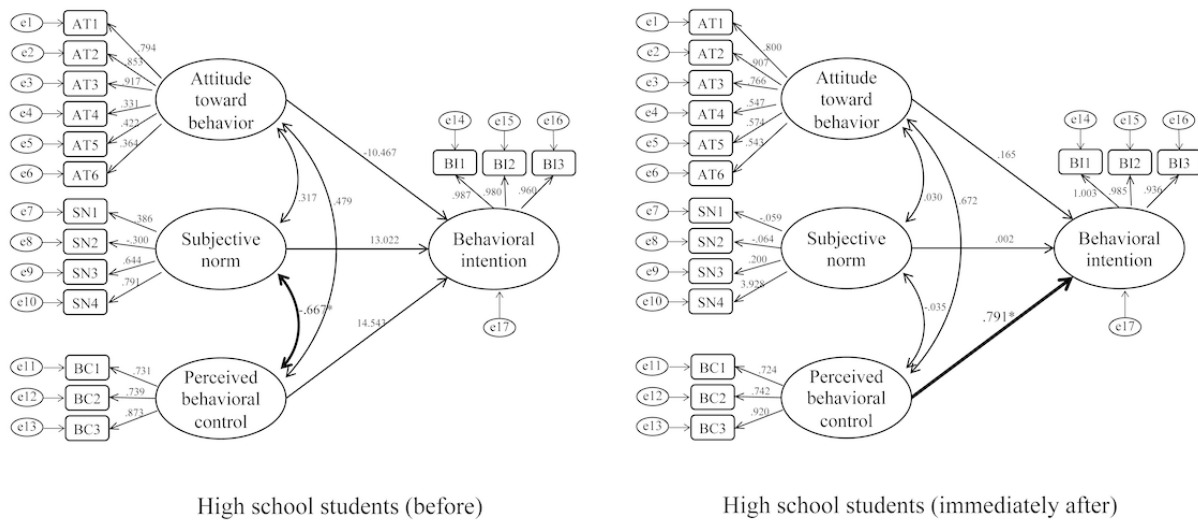 e1
AT1
.794
e2
AT2
.853
e3
AT3
.917
e4
AT4
.331
e5
AT5
.422
e6
AT6
.364
Attitude
toward
behavior
e7
SN1
.386
e8
SN2
-.300
e9
SN3
.644
e10
SN4
.791
Subjective
norm
e11
BC1
.731
e12
BC2
.739
e13
BC3
.873
Perceived
behavioral
control
.317
.479
-.667*
-10.467
13.022
14.543
e14
e15
e16
BI1
BI2
BI3
.987
.980
.960
Behavioral
intention
e17
High school students (before)
e1
AT1
.800
e2
AT2
.907
e3
AT3
.766
e4
AT4
.547
e5
AT5
.574
e6
AT6
.543
Attitude
toward
behavior
e7
SN1
-.059
e8
SN2
-.064
e9
SN3
.200
e10
SN4
3.928
Subjective
norm
e11
BC1
.724
e12
BC2
.742
e13
BC3
.920
Perceived
behavioral
control
.030
.672
-.035
.165
.002
.791*
e14
e15
e16
BI1
BI2
BI3
1.003
.985
.936
Behavioral
intention
e17
High school students (immediately after)